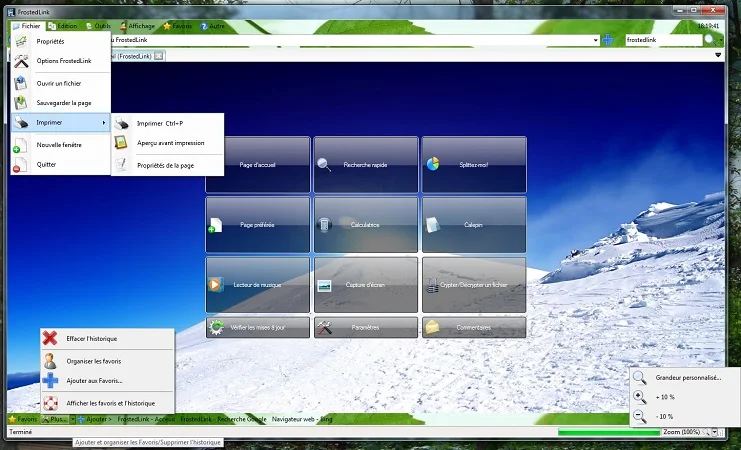 FrostedLink
Fichier Edition Outils Affichage Favoris Autre 18:19:41
Propriétés
u FrostedLink
frostedlink
Options FrostedLink
il (FrostedLink)
Ouvrir un fichier
Sauvegarder la page
Imprimer
Imprimer Ctrl+P
Nouvelle fenêtre
Aperçu avant impression
Quitter
Propriétés de la page
Page d'accueil Recherche rapide Splittez-moi!
Page préférée Calculatrice Calepin
Lecteur de musique Capture d'écran Crypter/Décrypter un fichier
Vérifier les mises à jour Paramètres Commentaires
Effacer l'historique
Organiser les favoris
Ajouter aux Favoris...
Afficher les favoris et l'historique
Grandeur personnalisé...
+ 10 %
- 10 %
Favoris Plus... Ajouter > FrostedLink - Accueil FrostedLink - Recherche Google Navigateur web - Bing
Terminé
Zoom (100%)
Ajouter et organiser les Favoris/Supprimer l'historique